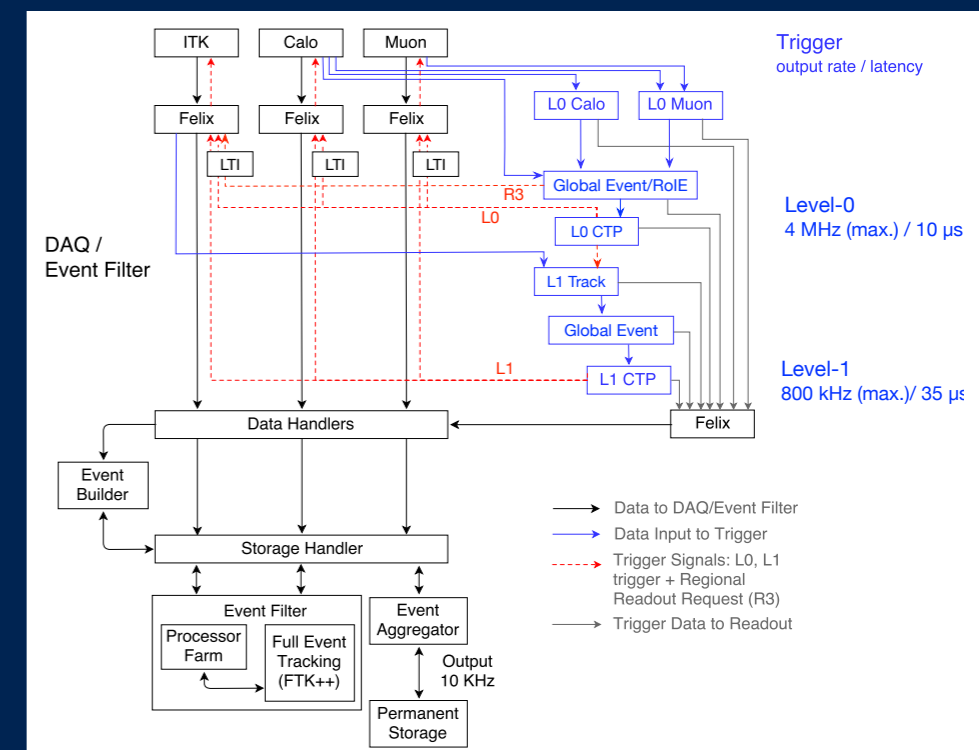 ITK
Calo
Muon
Trigger
output rate / latency
Felix
Felix
Felix
L0 Calo
L0 Muon
LTI
LTI
LTI
R3
Global Event/RoIE
L0
L0 CTP
Level-0
4 MHz (max.) / 10 µs
DAQ /
Event Filter
L1 Track
Global Event
L1
L1 CTP
Level-1
800 kHz (max.)/ 35 µs
Data Handlers
Felix
Event
Builder
Storage Handler
Data to DAQ/Event Filter
Data Input to Trigger
Trigger Signals: L0, L1
trigger + Regional
Readout Request (R3)
Trigger Data to Readout
Event Filter
Processor
Farm
Full Event
Tracking
(FTK++)
Event
Aggregator
Output
10 KHz
Permanent
Storage